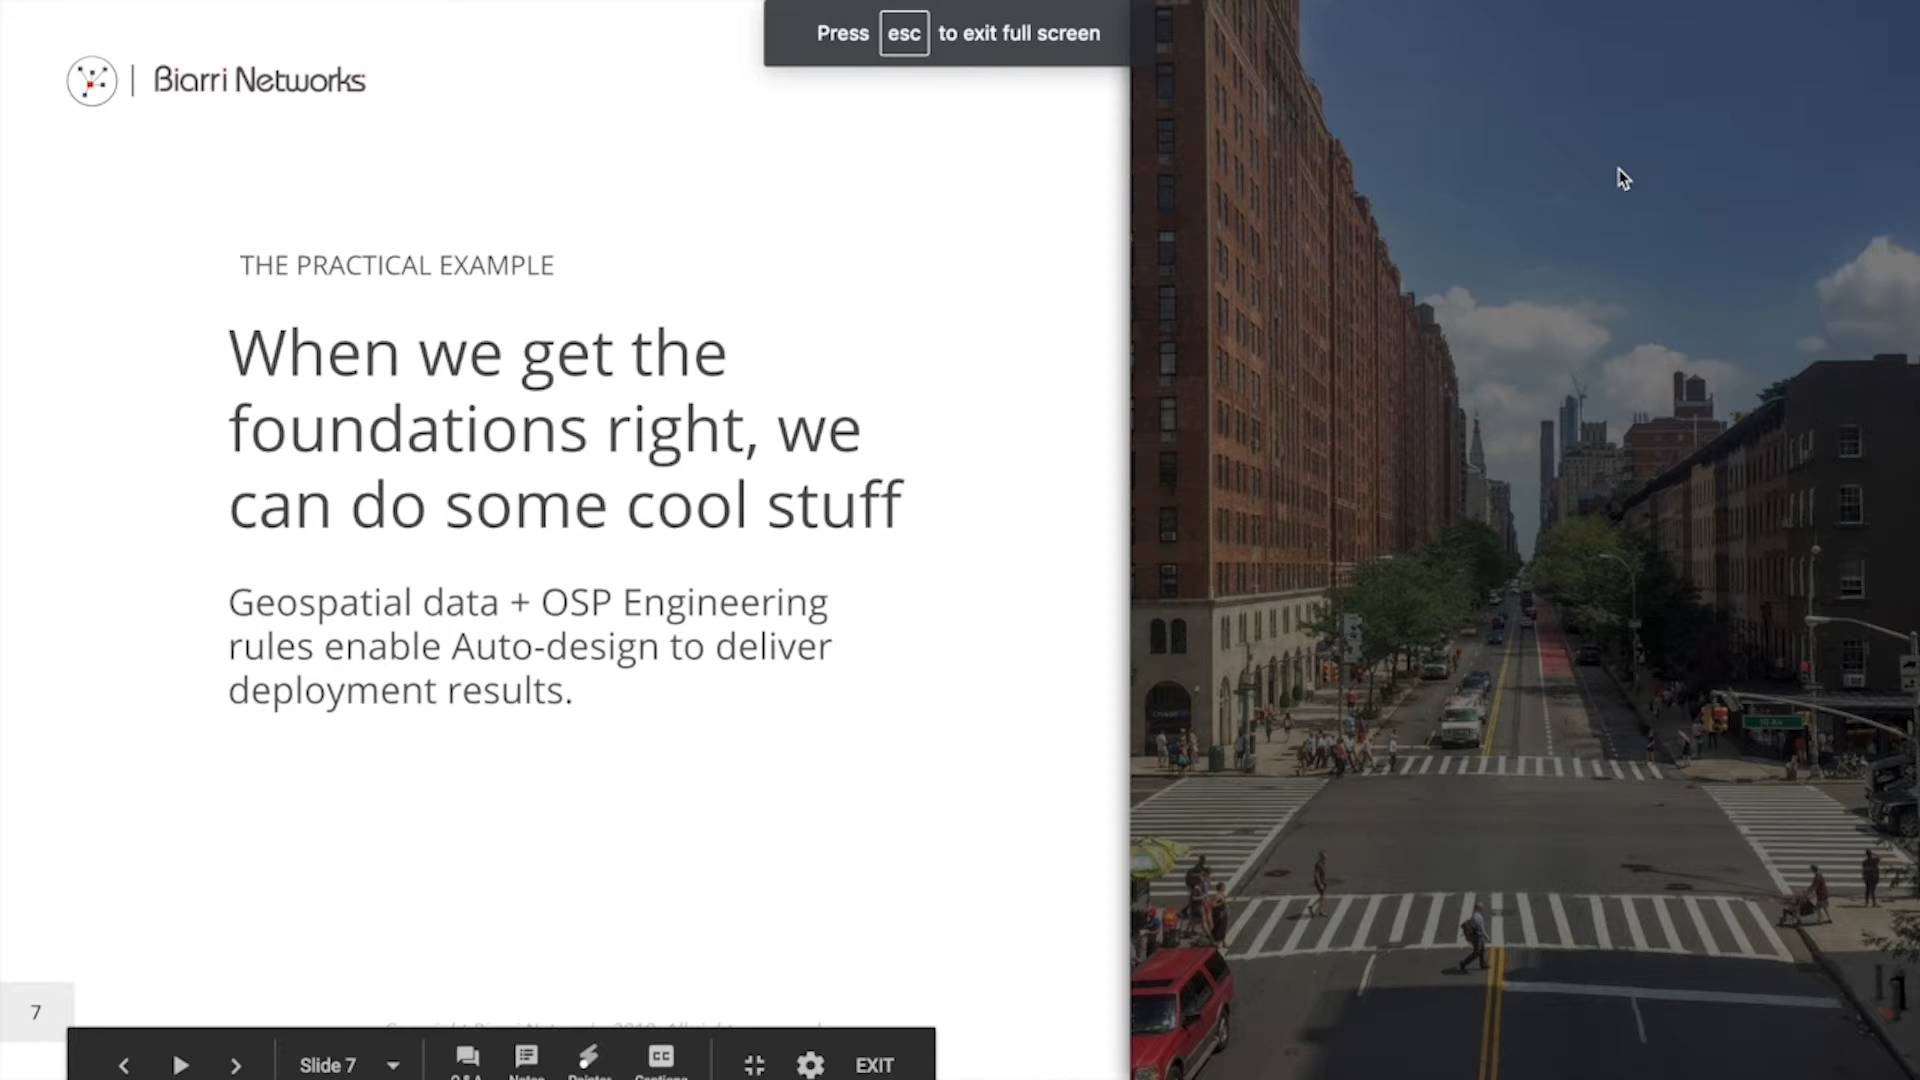 Press esc to exit full screen
Biarri Networks
THE PRACTICAL EXAMPLE
When we get the
foundations right, we
can do some cool stuff
Geospatial data + OSP Engineering
rules enable Auto-design to deliver
deployment results.
7
Slide 7
EXIT
CC